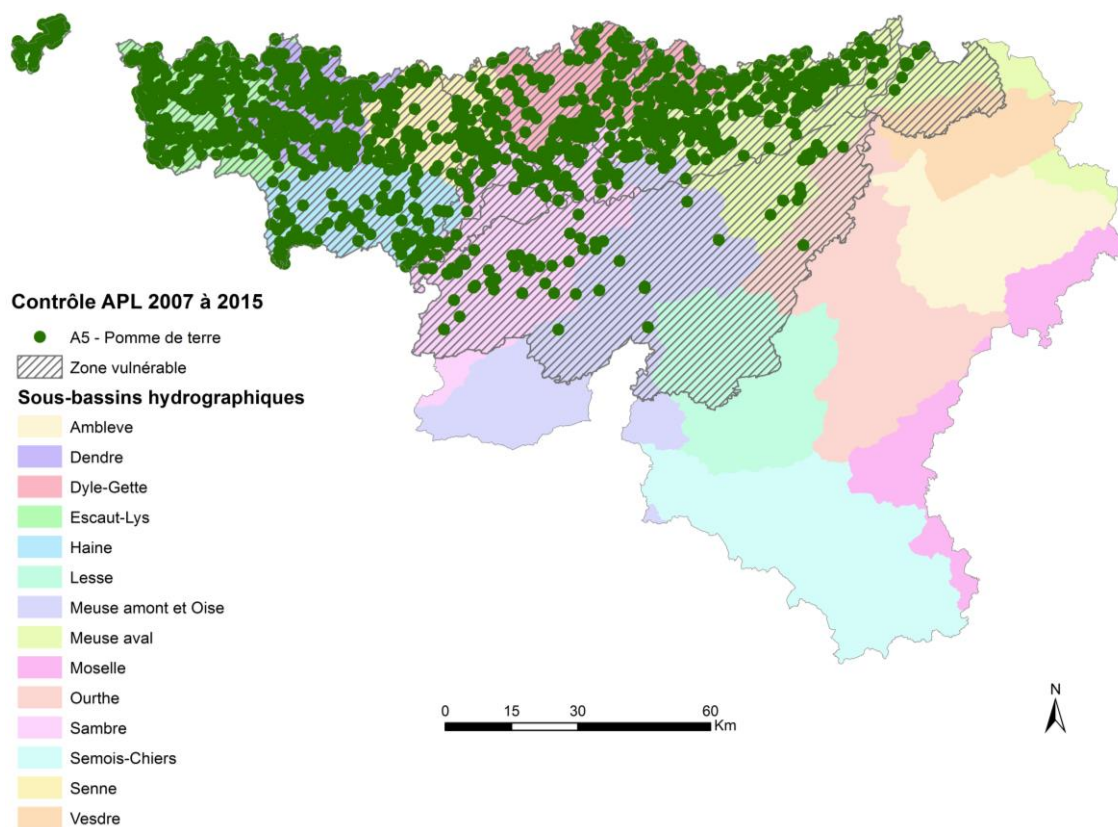 Contrôle APL 2007 à 2015
A5 - Pomme de terre
Zone vulnérable
Sous-bassins hydrographiques
Ambleve
Dendre
Dyle-Gette
Escaut-Lys
Haine
Lesse
Meuse amont et Oise
Meuse aval
Moselle
Ourthe
Sambre
Semois-Chiers
Senne
Vesdre
0 15 30 60
Km
N